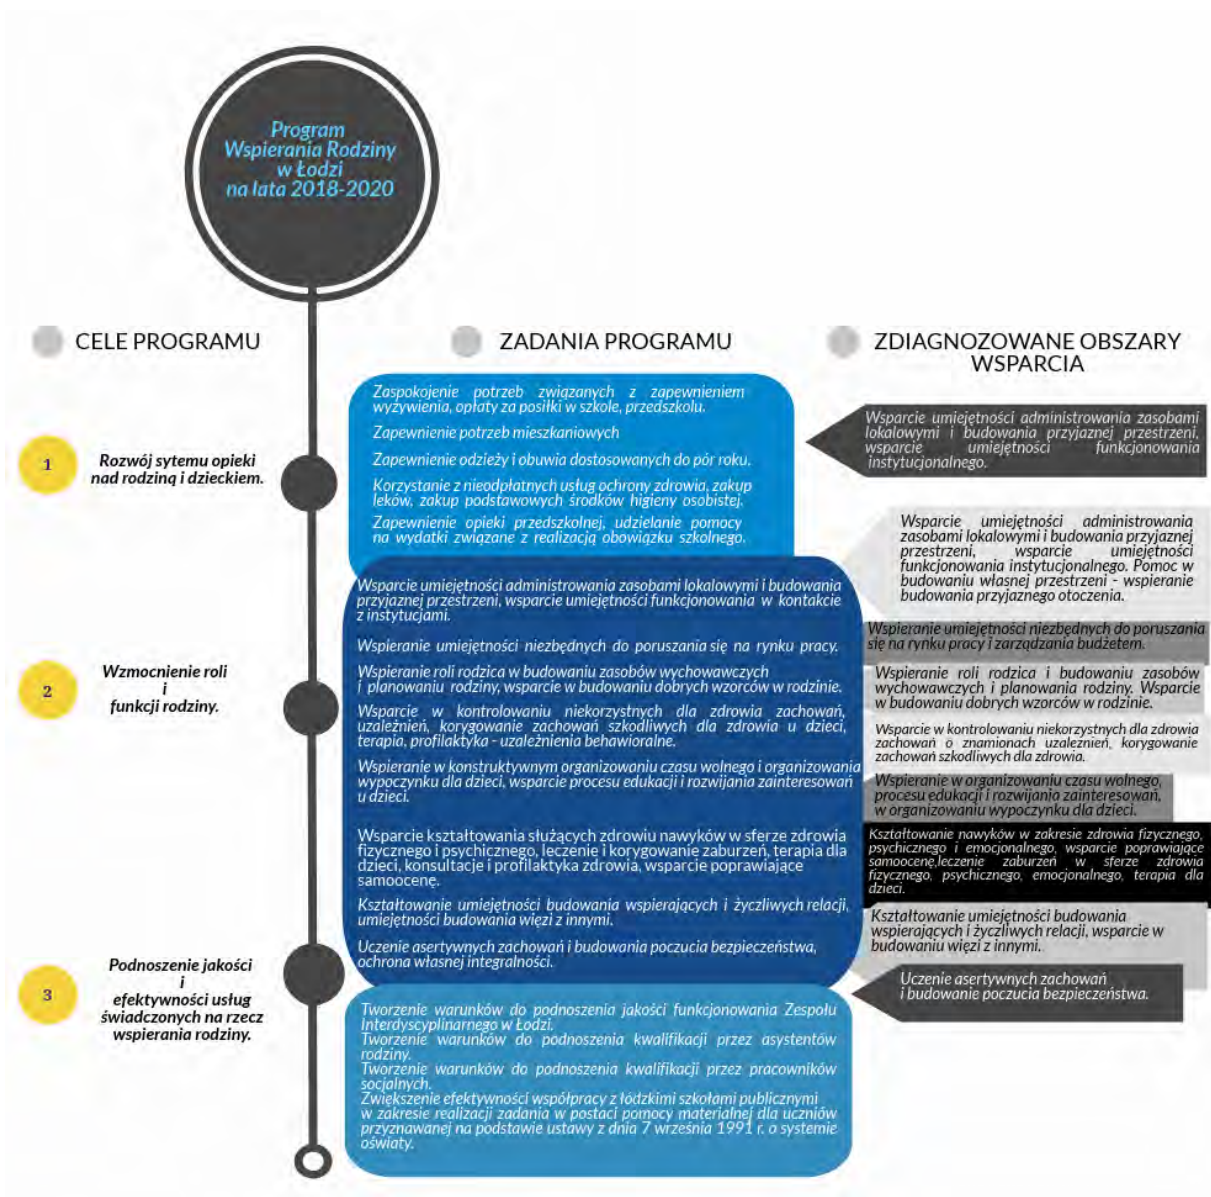 Program
Wspierania Rodziny
w Łodzi
na lata 2018-2020
CELE PROGRAMU
1
Rozwój sytemu opieki
nad rodziną i dzieckiem.
2
Wzmocnienie roli
i
funkcji rodziny.
3
Podnoszenie jakości
i
efektywności usług
świadczonych na rzecz
wspierania rodziny.
ZADANIA PROGRAMU
Zaspokojenie potrzeb związanych z zapewnieniem
wyżywienia, opłaty za posiłki w szkole, przedszkolu.
Zapewnienie potrzeb mieszkaniowych
Zapewnienie odzieży i obuwia dostosowanych do pór roku.
Korzystanie z nieodpłatnych usług ochrony zdrowia, zakup
leków, zakup podstawowych środków higieny osobistej.
Zapewnienie opieki przedszkolnej, udzielanie pomocy
na wydatki związane z realizacją obowiązku szkolnego.
Wsparcie umiejętności administrowania zasobami lokalowymi i budowania
przyjaznej przestrzeni, wsparcie umiejętności funkcjonowania w kontakcie
z instytucjami.
Wspieranie umiejętności niezbędnych do poruszania się na rynku pracy.
Wspieranie roli rodzica w budowaniu zasobów wychowawczych
i planowaniu rodziny, wsparcie w budowaniu dobrych wzorców w rodzinie.
Wsparcie w kontrolowaniu niekorzystnych dla zdrowia zachowań,
uzależnień, korygowanie zachowań szkodliwych dla zdrowia u dzieci,
terapia, profilaktyka - uzależnienia behawioralne.
Wspieranie w konstruktywnym organizowaniu czasu wolnego i organizowania
wypoczynku dla dzieci, wsparcie procesu edukacji i rozwijania zainteresowań
u dzieci.
Wsparcie kształtowania służących zdrowiu nawyków w sferze zdrowia
fizycznego i psychicznego, leczenie i korygowanie zaburzeń, terapia dla
dzieci, konsultacje i profilaktyka zdrowia, wsparcie poprawiające
samoocenę.
Kształtowanie umiejętności budowania wspierających i życzliwych relacji,
umiejętności budowania więzi z innymi.
Uczenie asertywnych zachowań i budowania poczucia bezpieczeństwa,
ochrona własnej integralności.
Tworzenie warunków do podnoszenia jakości funkcjonowania Zespołu
Interdyscyplinarnego w Łodzi.
Tworzenie warunków do podnoszenia kwalifikacji przez asystentów
rodziny.
Tworzenie warunków do podnoszenia kwalifikacji przez pracowników
socjalnych.
Zwiększenie efektywności współpracy z łódzkimi szkołami publicznymi
w zakresie realizacji zadania w postaci pomocy materialnej dla uczniów
przyznawanej na podstawie ustawy z dnia 7 września 1991 r. o systemie
oświaty.
ZDIAGNOZOWANE OBSZARY
WSPARCIA
Wsparcie umiejętności administrowania zasobami
lokalowymi i budowania przyjaznej przestrzeni,
wsparcie umiejętności funkcjonowania
instytucjonalnego.
Wsparcie umiejętności administrowania
zasobami lokalowymi i budowania przyjaznej
przestrzeni, wsparcie umiejętności
funkcjonowania instytucjonalnego. Pomoc w
budowaniu własnej przestrzeni - wspieranie
budowania przyjaznego otoczenia.
Wspieranie umiejętności niezbędnych do poruszania
się na rynku pracy i zarządzania budżetem.
Wspieranie roli rodzica i budowaniu zasobów
wychowawczych i planowania rodziny. Wsparcie
w budowaniu dobrych wzorców w rodzinie.
Wsparcie w kontrolowaniu niekorzystnych dla zdrowia
zachowań o znamionach uzależnień, korygowanie
zachowań szkodliwych dla zdrowia.
Wspieranie w organizowaniu czasu wolnego,
procesu edukacji i rozwijania zainteresowań,
w organizowaniu wypoczynku dla dzieci.
Kształtowanie nawyków w zakresie zdrowia fizycznego,
psychicznego i emocjonalnego, wsparcie poprawiające
samoocenę,leczenie zaburzeń w sferze zdrowia
fizycznego, psychicznego, emocjonalnego, terapia dla
dzieci.
Kształtowanie umiejętności budowania
wspierających i życzliwych relacji, wsparcie w
budowaniu więzi z innymi.
Uczenie asertywnych zachowań
i budowanie poczucia bezpieczeństwa.